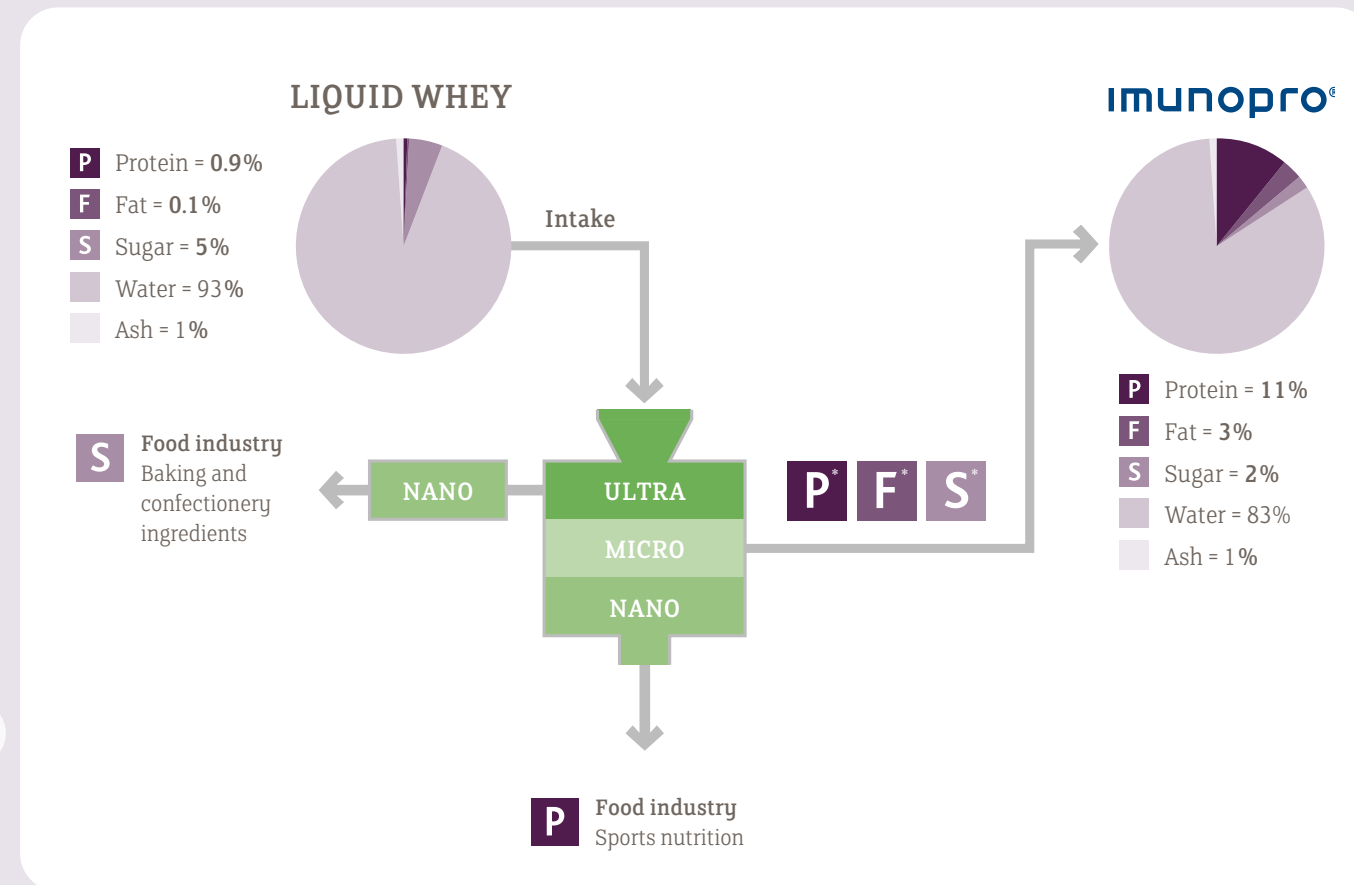 LIQUID WHEY
P Protein = 0.9%
F Fat = 0.1%
S Sugar = 5%
Water = 93%
Ash = 1%
Intake
ımunopro®
P Protein = 11%
F Fat = 3%
S Sugar = 2%
Water = 83%
Ash = 1%
S
Food industry
Baking and
confectionery
ingredients
NANO
ULTRA
MICRO
NANO
P* F* S*
P
Food industry
Sports nutrition